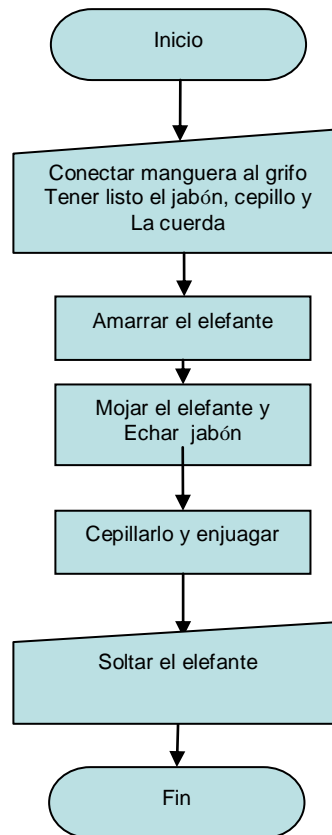 Inicio
Conectar manguera al grifo
Tener listo el jabón, cepillo y
La cuerda
Amarrar el elefante
Mojar el elefante y
Echar jabón
Cepillarlo y enjuagar
Soltar el elefante
Fin